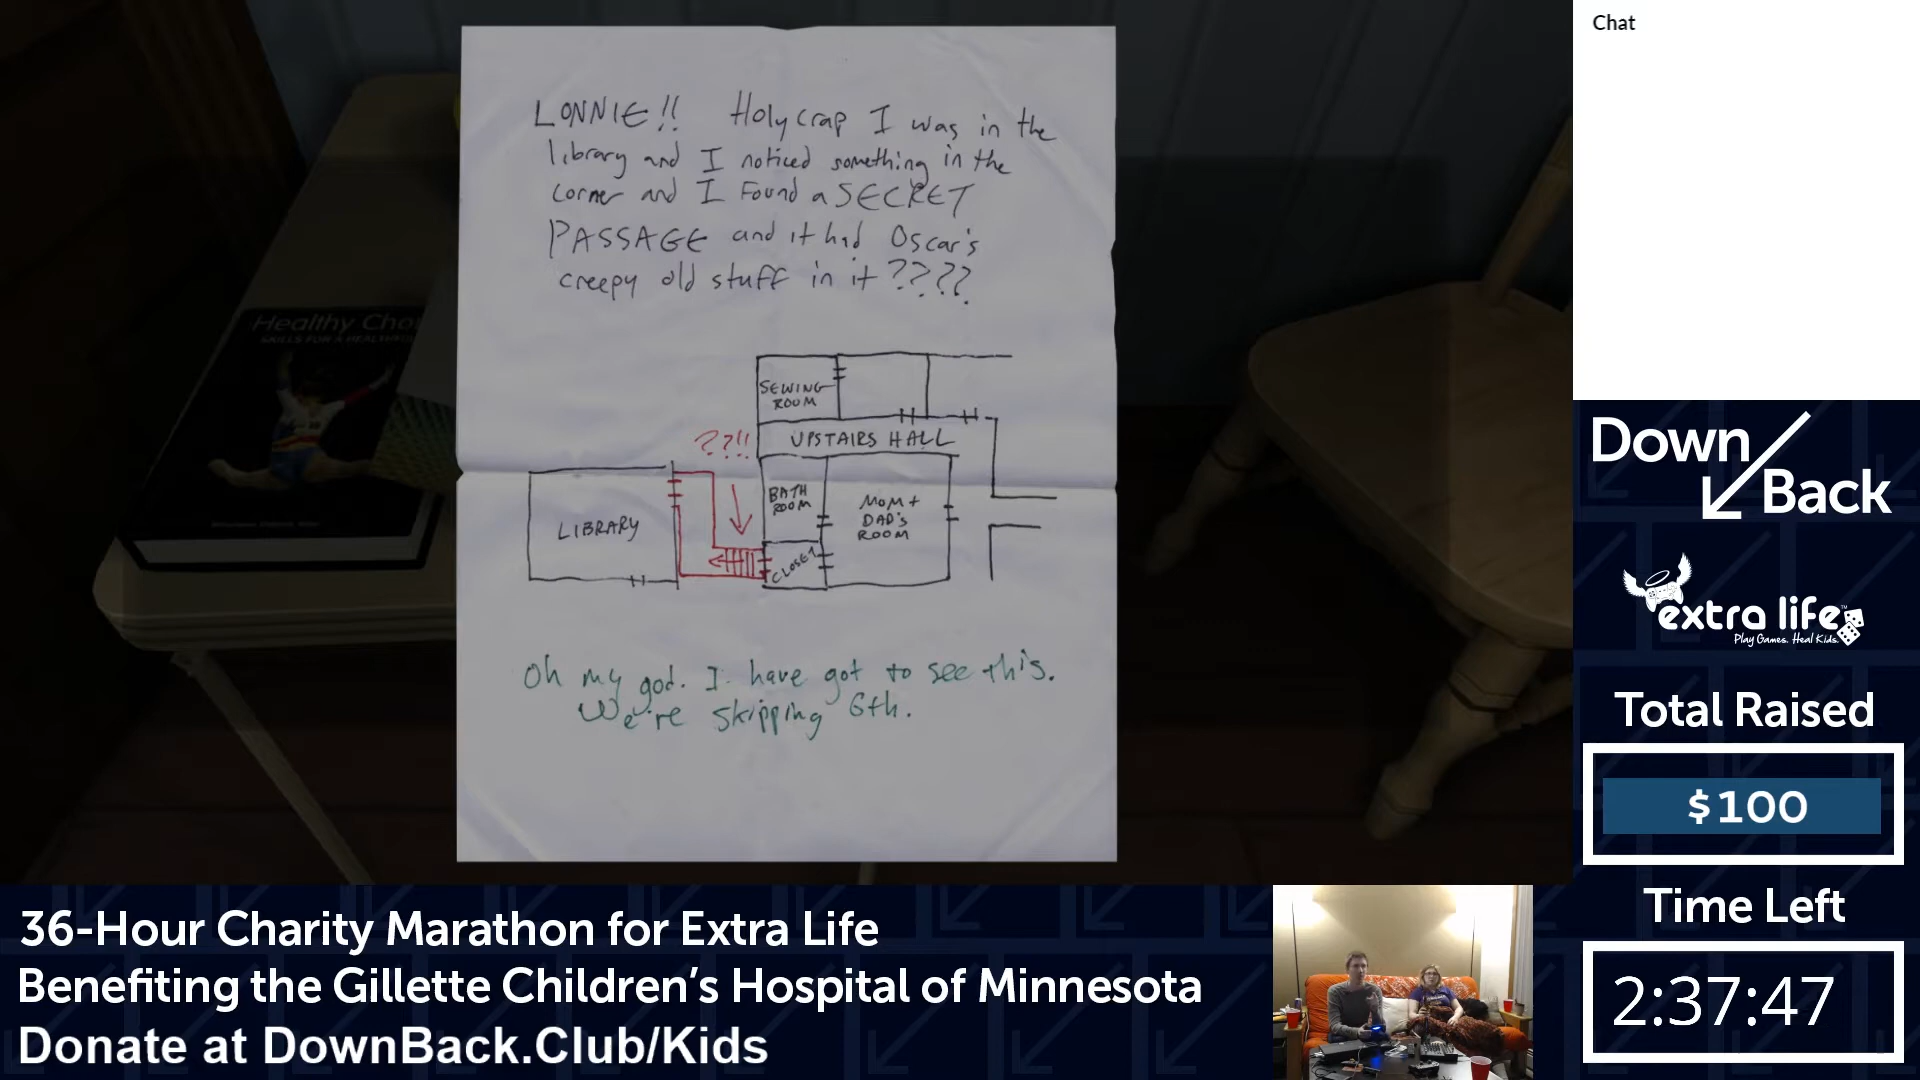 LONNIE!! Holy crap I was in the
library and I noticed something in the
corner and I Found a SECRET
PASSAGE and it had Oscar's
creepy old stuff in it ????
SEWING
ROOM
UPSTAIRS HALL
??!!
BATH
ROOM
MOM +
DAD'S
ROOM
LIBRARY
CLOSET
Oh my god. I have got to see this.
We're skipping 6th.
Healthy Cho
SKILLS FOR A HEALTH
Chat
Down
Back
extra life
Play Games. Heal Kids.
Total Raised
$100
Time Left
2:37:47
36-Hour Charity Marathon for Extra Life
Benefiting the Gillette Children's Hospital of Minnesota
Donate at DownBack.Club/Kids